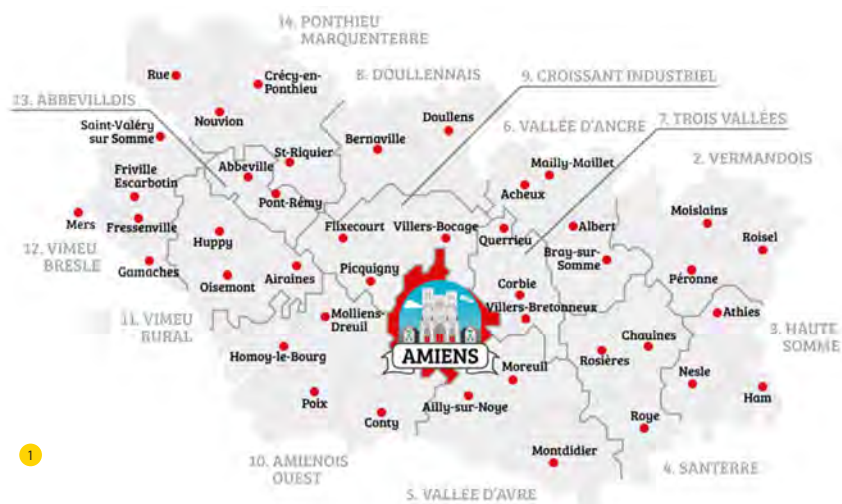 14. PONTHIEU
MARQUENTERRE
Rue
Crécy-en-
Ponthieu
8. DOULLENNAIS
9. CROISSANT INDUSTRIEL
13. ABBEVILLOIS
Nouvion
Doullens
6. VALLÉE D'ANCRE
7. TROIS VALLÉES
Saint-Valéry
sur Somme
Bernaville
St-Riquier
Mailly-Maillet
2. VERMANDOIS
Friville
Escarbotin
Abbeville
Acheux
Pont-Rémy
Moislains
Mers
Fressenville
Huppy
Flixecourt
Villers-Bocage
Querrieu
Albert
Roisel
12. VIMEU
BRESLE
Bray-sur-
Somme
Gamaches
Oisemont
Airaines
Picquigny
Corbie
Péronne
Villers-Bretonneux
Athies
11. VIMEU
RURAL
Molliens-
Dreuil
3. HAUTE
SOMME
Chaulnes
Homoy-le-Bourg
AMIENS
Rosières
Moreuil
Nesle
Ham
Poix
Ailly-sur-Noye
Conty
Roye
1
Montdidier
10. AMIENOIS
OUEST
4. SANTERRE
5. VALLÉE D'AVRE